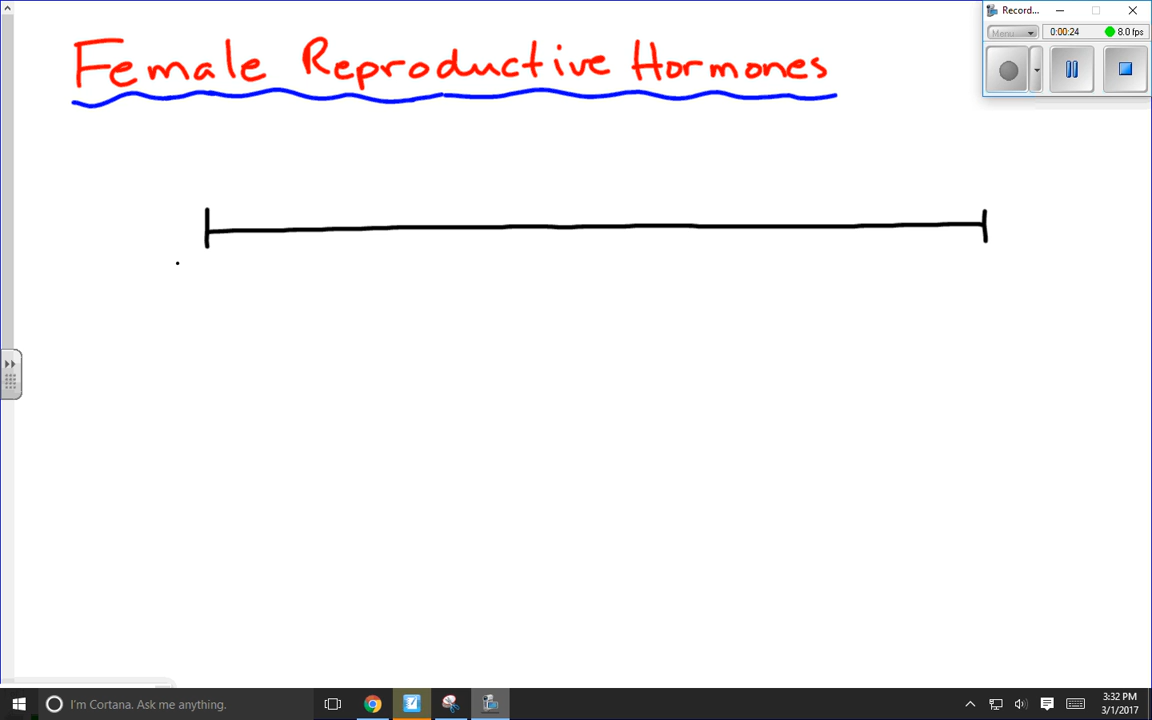 Female Reproductive Hormones
Record...
Menu
0:00:24
8.0 fps
I'm Cortana. Ask me anything.
3:32 PM
3/1/2017